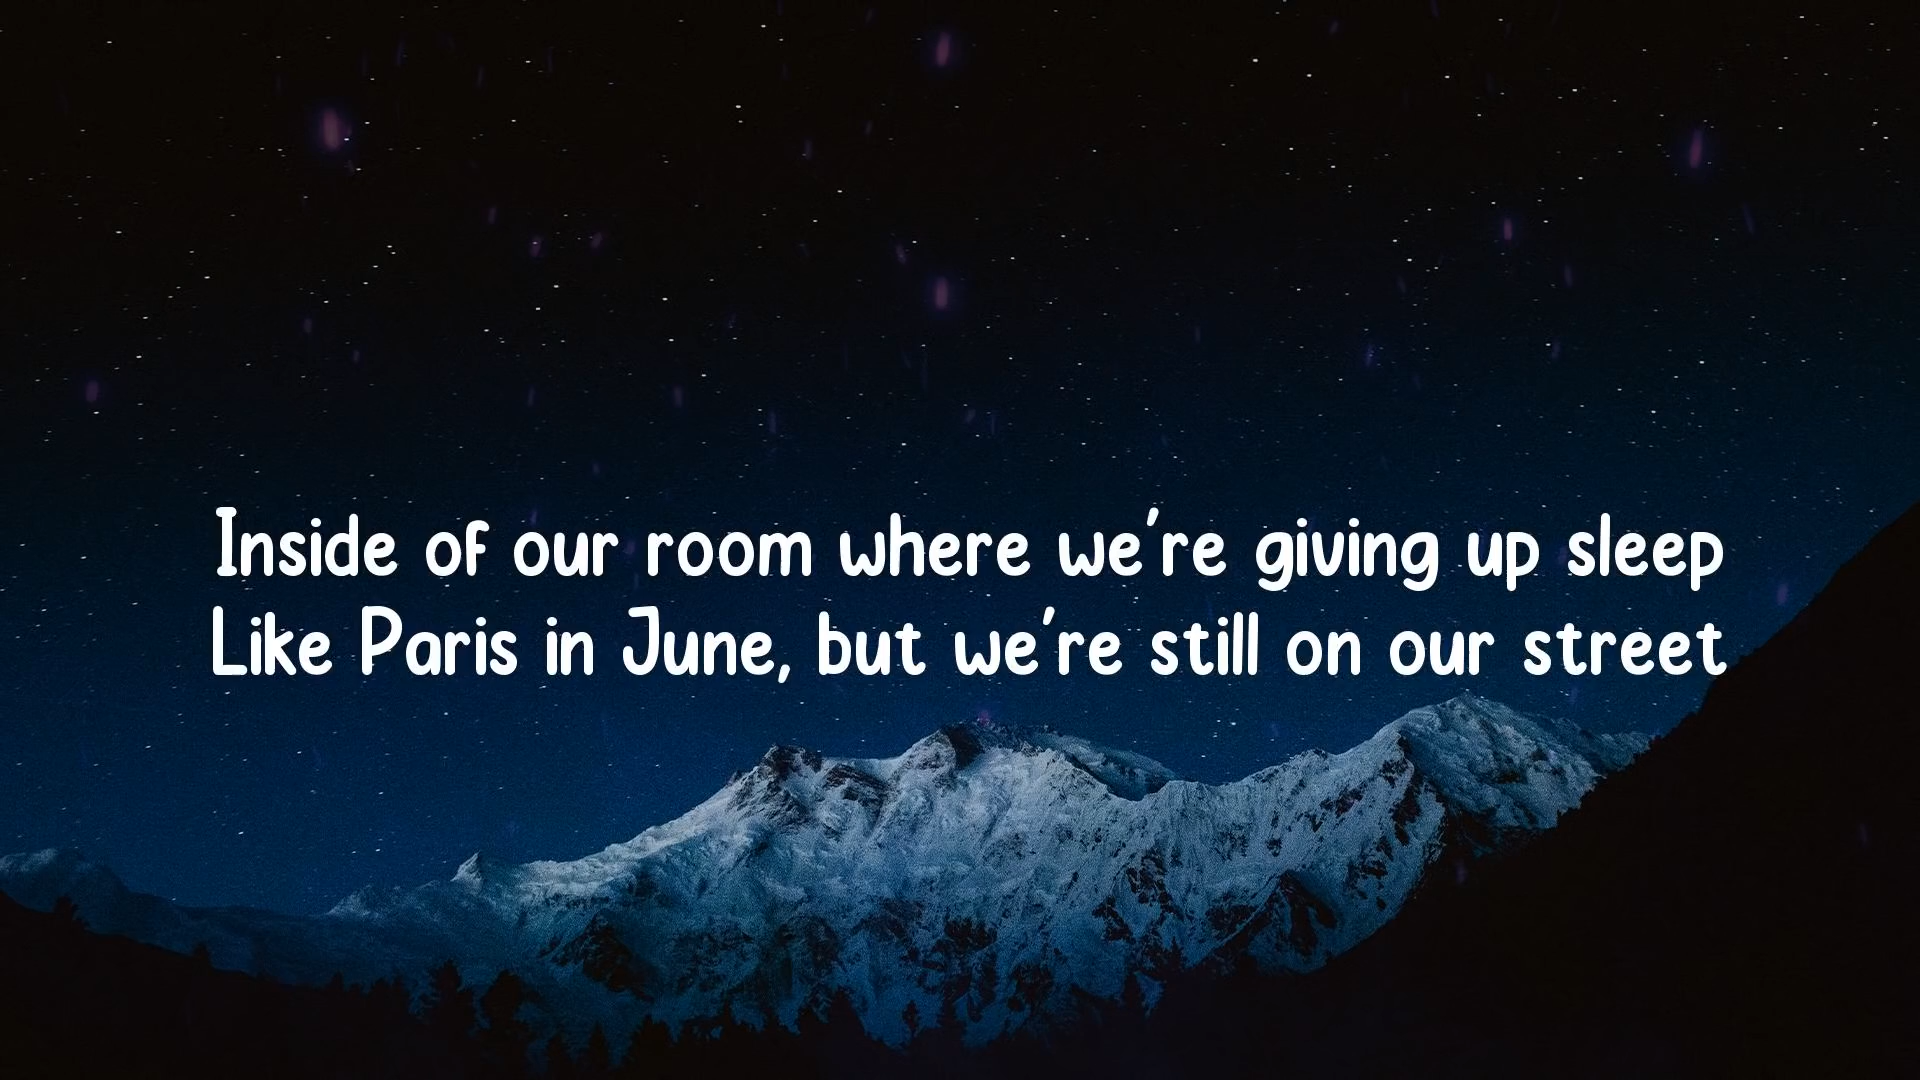 Inside of our room where we're giving up sleep
Like Paris in June, but we're still on our street